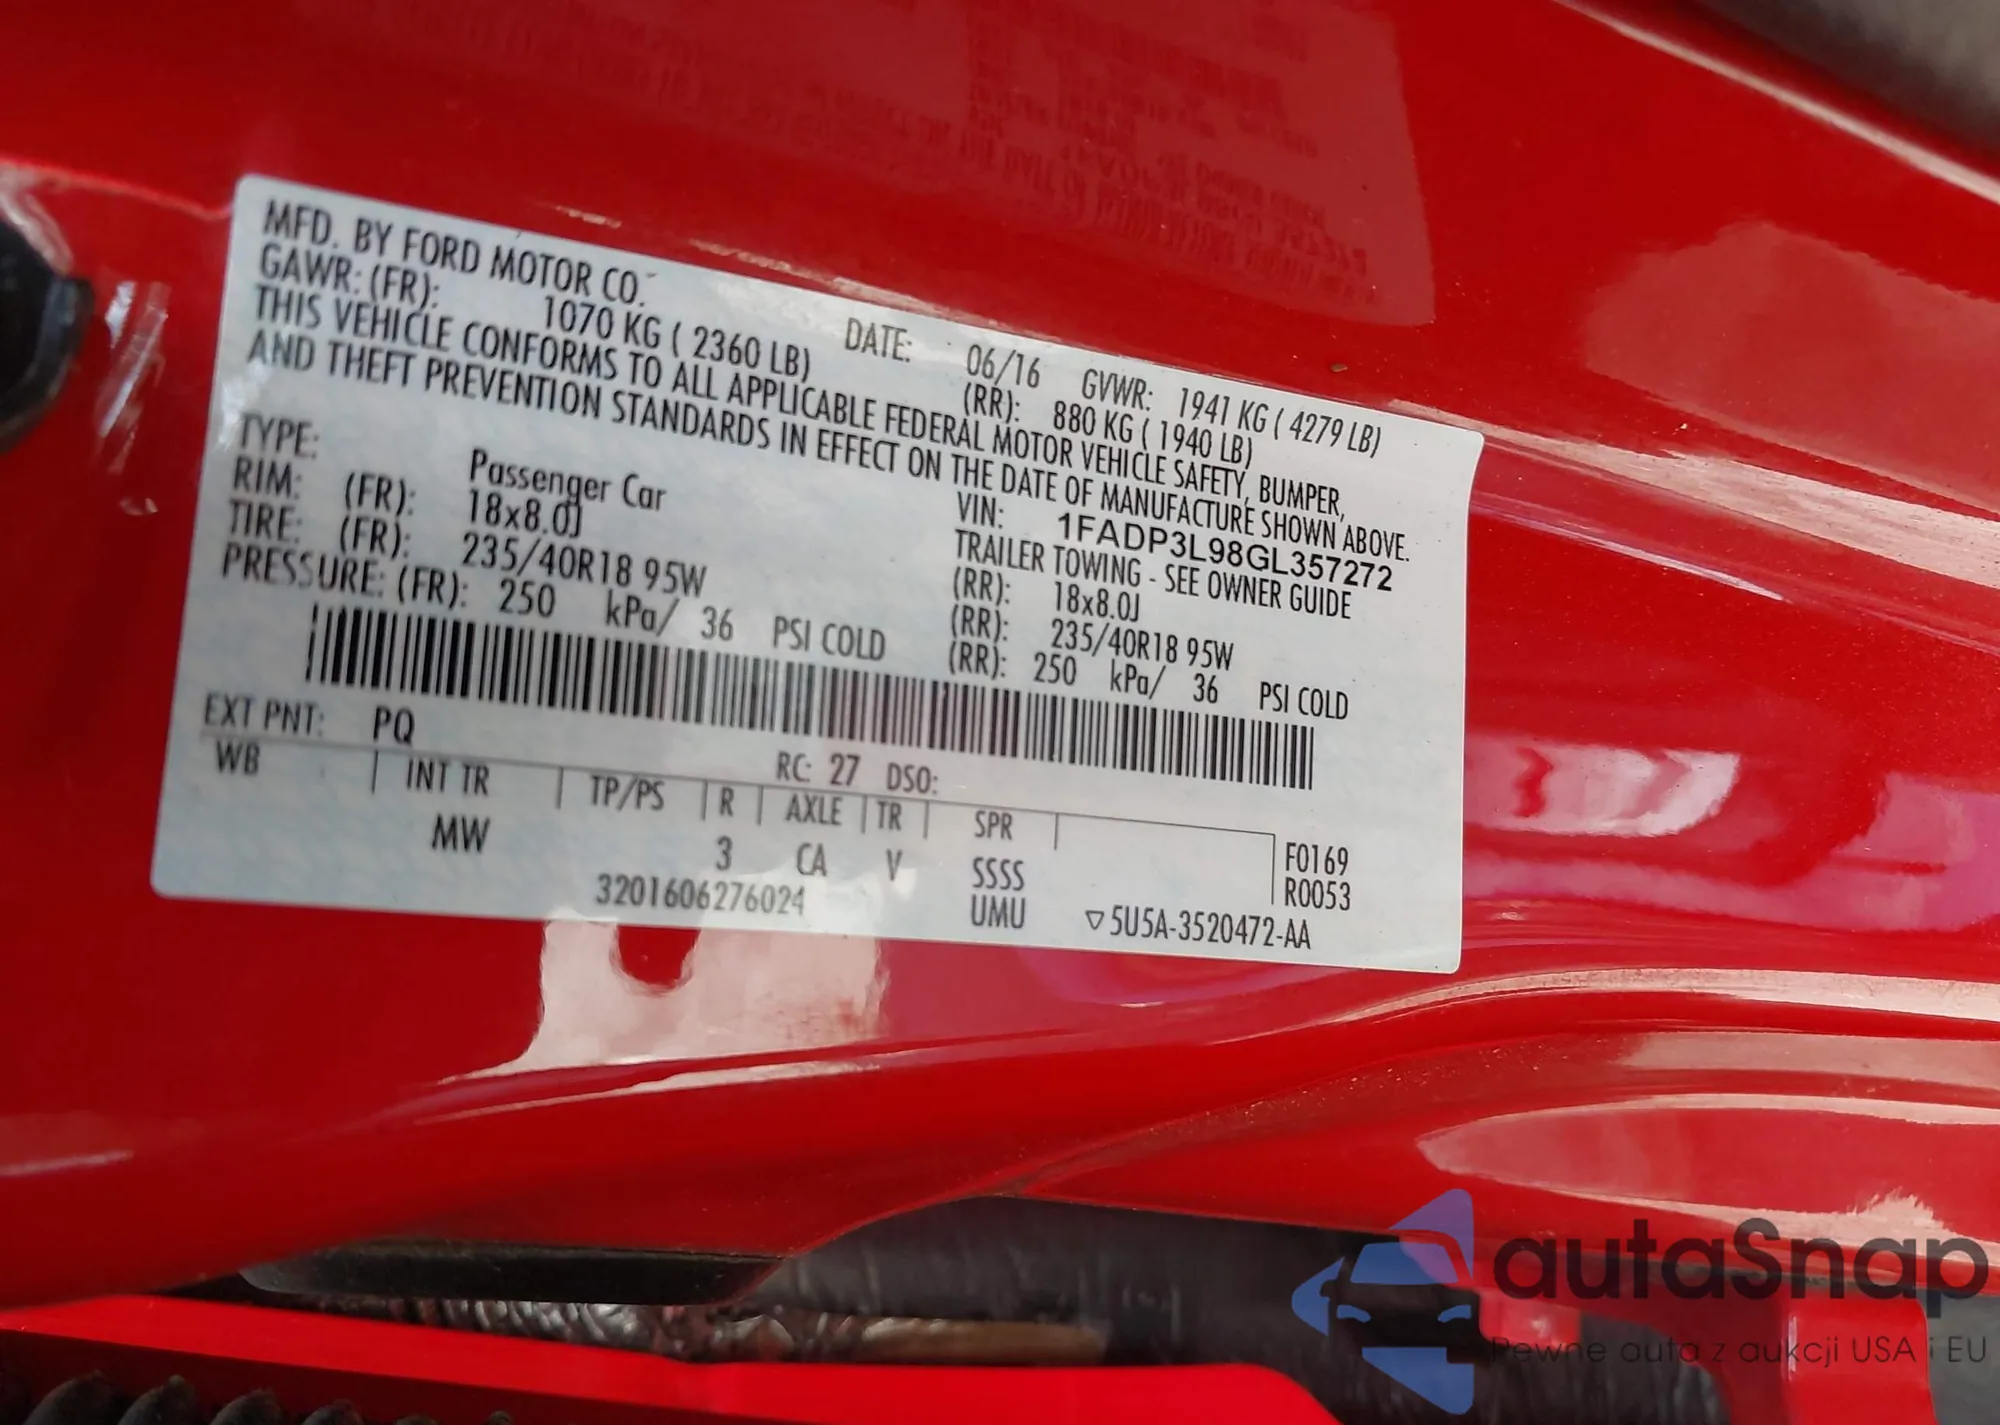 MFD. BY FORD MOTOR CO. DATE: 06/16 GVWR: 1941 KG ( 4279 LB)
GAWR: (FR): 1070 KG ( 2360 LB) (RR): 880 KG ( 1940 LB)
THIS VEHICLE CONFORMS TO ALL APPLICABLE FEDERAL MOTOR VEHICLE SAFETY, BUMPER,
AND THEFT PREVENTION STANDARDS IN EFFECT ON THE DATE OF MANUFACTURE SHOWN ABOVE.
VIN: 1FADP3L98GL357272
TYPE: Passenger Car TRAILER TOWING - SEE OWNER GUIDE
RIM: (FR): 18x8.0J (RR): 18x8.0J
TIRE: (FR): 235/40R18 95W (RR): 235/40R18 95W
PRESSURE: (FR): 250 kPa/ 36 PSI COLD (RR): 250 kPa/ 36 PSI COLD
EXT PNT: PQ RC: 27 DSO:
WB INT TR TP/PS R AXLE TR SPR
MW 3 CA V SSSS F0169
3201606276024 UMU R0053
▽5U5A-3520472-AA
autaSnap
Pewne auta z aukcji USA i EU